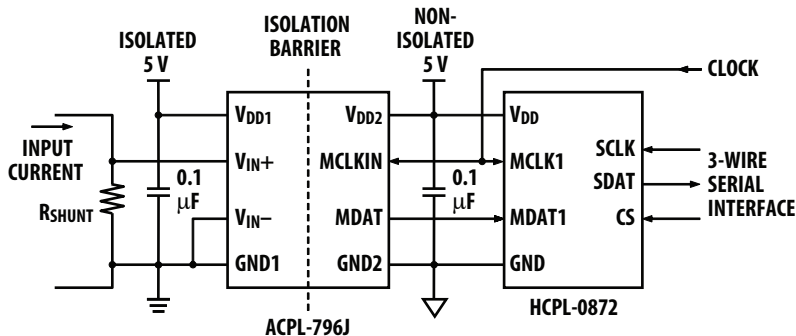 ISOLATED
5 V
ISOLATION
BARRIER
NON-
ISOLATED
5 V
CLOCK
INPUT
CURRENT
RSHUNT
0.1
μF
VDD1
VIN+
VIN−
GND1
VDD2
MCLKIN
MDAT
GND2
0.1
μF
VDD
MCLK1
MDAT1
GND
SCLK
SDAT
CS
3-WIRE
SERIAL
INTERFACE
ACPL-796J
HCPL-0872